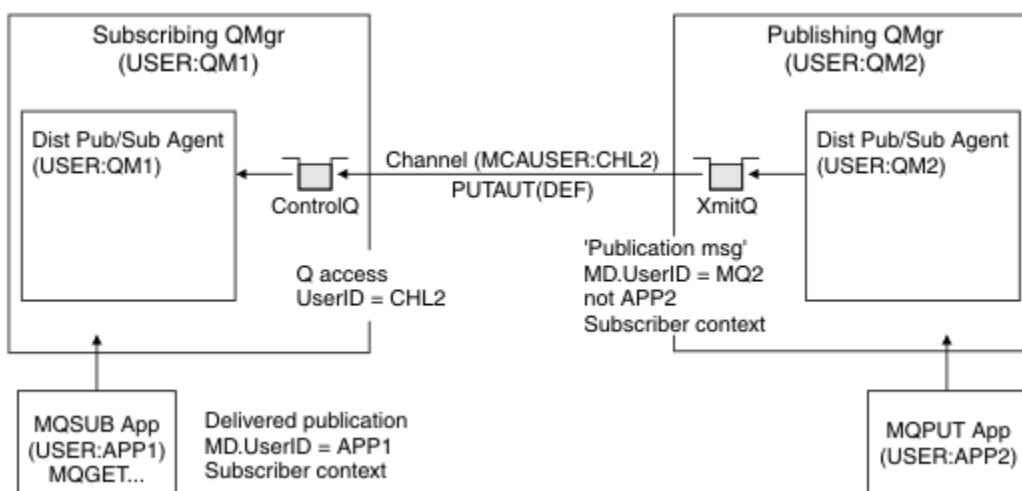 Subscribing QMgr
(USER:QM1)
Publishing QMgr
(USER:QM2)
Dist Pub/Sub Agent
(USER:QM1)
Channel (MCAUSER:CHL2)
PUTAUT(DEF)
Dist Pub/Sub Agent
(USER:QM2)
ControlQ
XmitQ
Q access
UserID = CHL2
'Publication msg'
MD.UserID = MQ2
not APP2
Subscriber context
MQSUB App
(USER:APP1)
MQGET...
Delivered publication
MD.UserID = APP1
Subscriber context
MQPUT App
(USER:APP2)